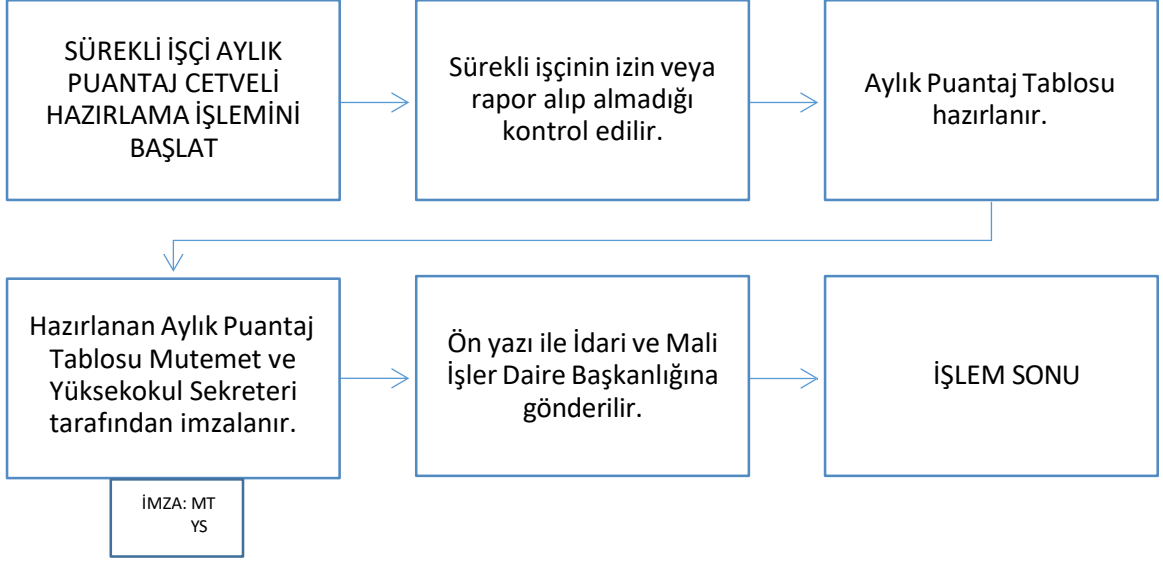 SÜREKLİ İŞÇİ AYLIK
PUANTAJ CETVELİ
HAZIRLAMA İŞLEMİNİ
BAŞLAT
Sürekli işçinin izin veya
rapor alıp almadığı
kontrol edilir.
Aylık Puantaj Tablosu
hazırlanır.
Hazırlanan Aylık Puantaj
Tablosu Mutemet ve
Yüksekokul Sekreteri
tarafından imzalanır.
İMZA: MT
YS
Ön yazı ile İdari ve Mali
İşler Daire Başkanlığına
gönderilir.
İŞLEM SONU